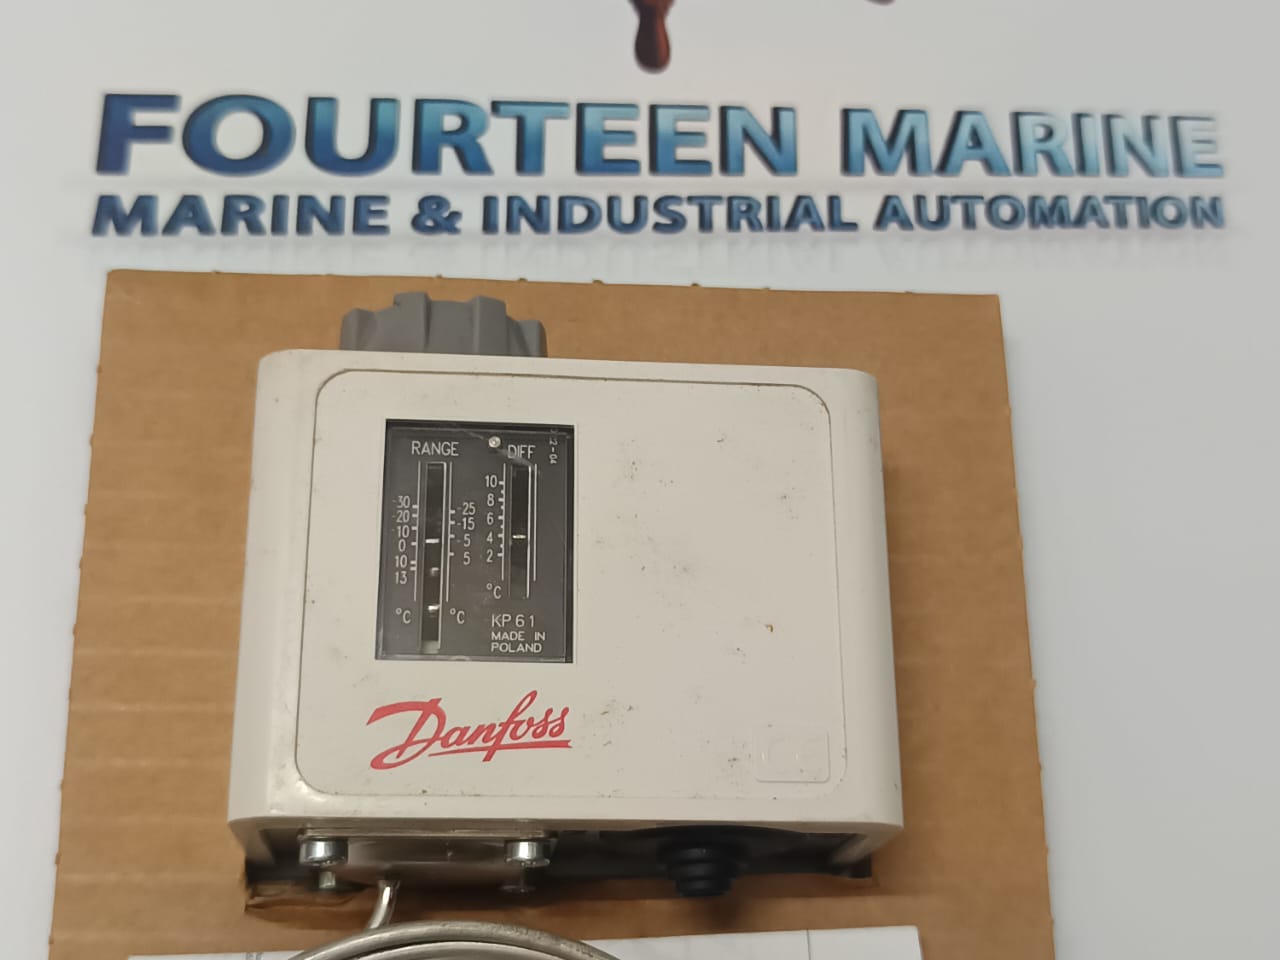 FOURTEEN MARINE
MARINE & INDUSTRIAL AUTOMATION
RANGE
DIFF
-30
-20
-10
0
10
13
°C
-25
-15
-5
5
°C
10
8
6
4
2
°C
KP 61
MADE IN
POLAND
Danfoss